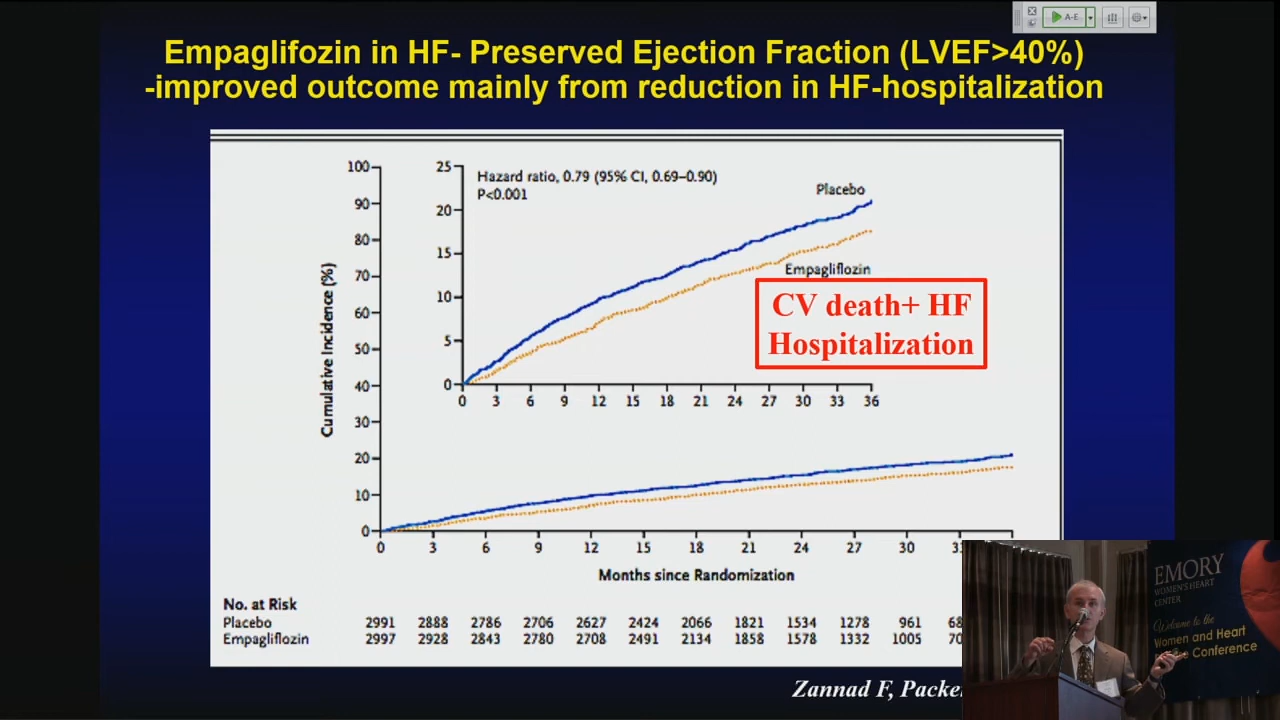 A-E
Empaglifozin in HF- Preserved Ejection Fraction (LVEF>40%)
-improved outcome mainly from reduction in HF-hospitalization
Hazard ratio, 0.79 (95% CI, 0.69–0.90)
P<0.001
Placebo
Empagliflozin
CV death+ HF
Hospitalization
Cumulative Incidence (%)
100
90
80
70
60
50
40
30
20
10
0
25
20
15
10
5
0
0 3 6 9 12 15 18 21 24 27 30 33 36
0 3 6 9 12 15 18 21 24 27 30
Months since Randomization
No. at Risk
Placebo 2991 2888 2786 2706 2627 2424 2066 1821 1534 1278 961
Empagliflozin 2997 2928 2843 2780 2708 2491 2134 1858 1578 1332 1005
Zannad F,
EMORY
WOMEN'S HEART
CENTER
Welcome to the
Women and Heart
Conference